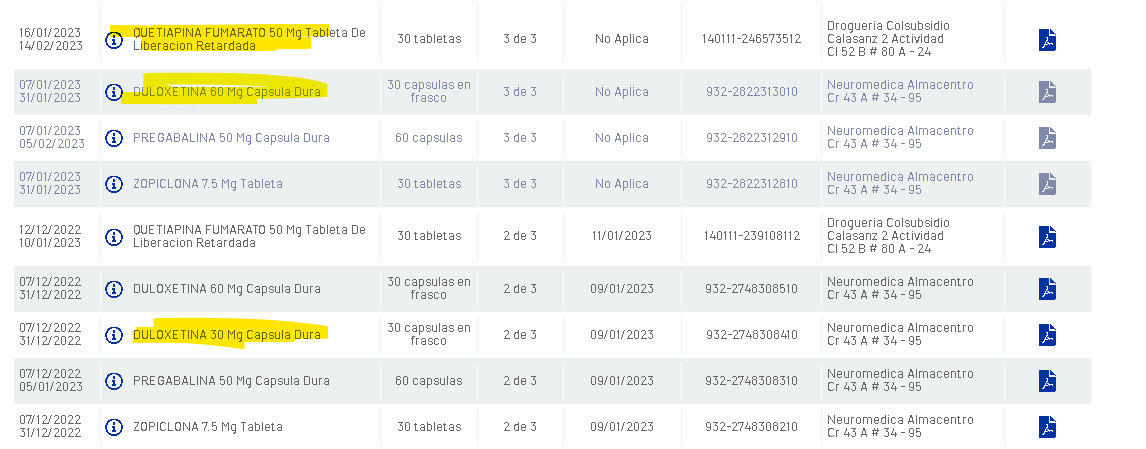 16/01/2023
14/02/2023
QUETIAPINA FUMARATO 50 Mg Tableta De
Liberacion Retardada
30 tabletas
3 de 3
No Aplica
140111-246573512
Drogueria Colsubsidio
Calasanz 2 Actividad
Cl 52 B # 80 A - 24
07/01/2023
31/01/2023
DULOXETINA 60 Mg Capsula Dura
30 capsulas en
frasco
3 de 3
No Aplica
932-2822313010
Neuromedica Almacentro
Cr 43 A # 34 - 95
07/01/2023
05/02/2023
PREGABALINA 50 Mg Capsula Dura
60 capsulas
3 de 3
No Aplica
932-2822312910
Neuromedica Almacentro
Cr 43 A # 34 - 95
07/01/2023
31/01/2023
ZOPICLONA 7.5 Mg Tableta
30 tabletas
3 de 3
No Aplica
932-2822312810
Neuromedica Almacentro
Cr 43 A # 34 - 95
12/12/2022
10/01/2023
QUETIAPINA FUMARATO 50 Mg Tableta De
Liberacion Retardada
30 tabletas
2 de 3
11/01/2023
140111-239108112
Drogueria Colsubsidio
Calasanz 2 Actividad
Cl 52 B # 80 A - 24
07/12/2022
31/12/2022
DULOXETINA 60 Mg Capsula Dura
30 capsulas en
frasco
2 de 3
09/01/2023
932-2748308510
Neuromedica Almacentro
Cr 43 A # 34 - 95
07/12/2022
31/12/2022
DULOXETINA 30 Mg Capsula Dura
30 capsulas en
frasco
2 de 3
09/01/2023
932-2748308410
Neuromedica Almacentro
Cr 43 A # 34 - 95
07/12/2022
05/01/2023
PREGABALINA 50 Mg Capsula Dura
60 capsulas
2 de 3
09/01/2023
932-2748308310
Neuromedica Almacentro
Cr 43 A # 34 - 95
07/12/2022
31/12/2022
ZOPICLONA 7.5 Mg Tableta
30 tabletas
2 de 3
09/01/2023
932-2748308210
Neuromedica Almacentro
Cr 43 A # 34 - 95